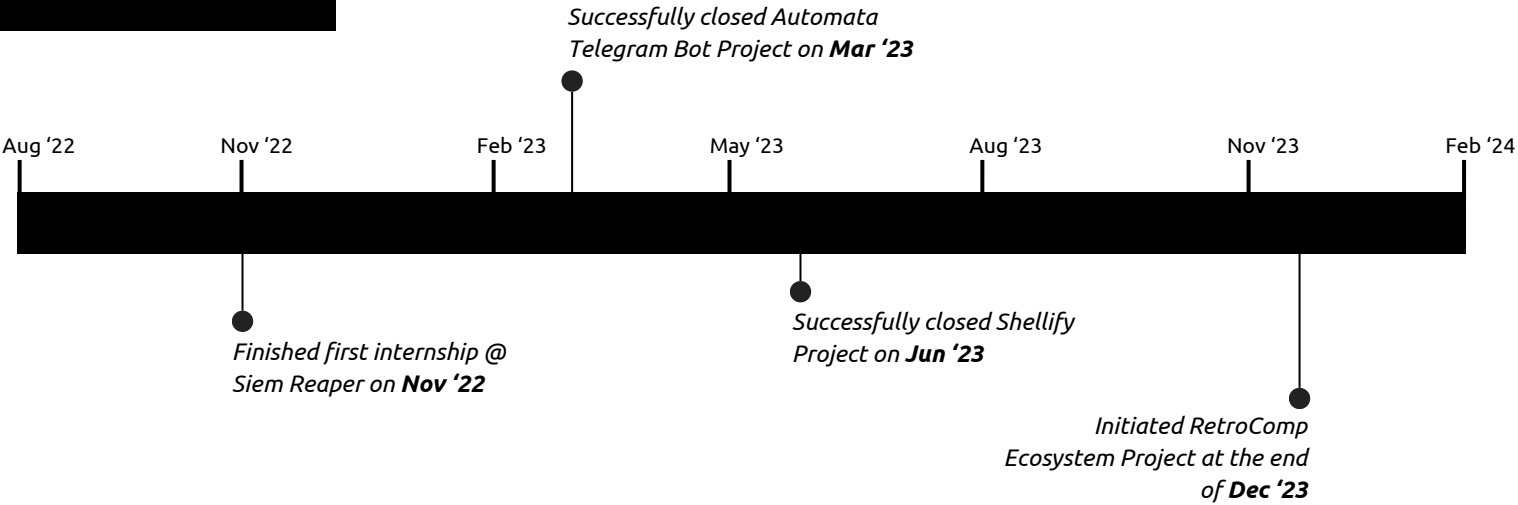 Successfully closed Automata
Telegram Bot Project on Mar ‘23
Aug ‘22 Nov ‘22 Feb ‘23 May ‘23 Aug ‘23 Nov ‘23 Feb ‘24
Finished first internship @
Siem Reaper on Nov ‘22
Successfully closed Shellify
Project on Jun ‘23
Initiated RetroComp
Ecosystem Project at the end
of Dec ‘23